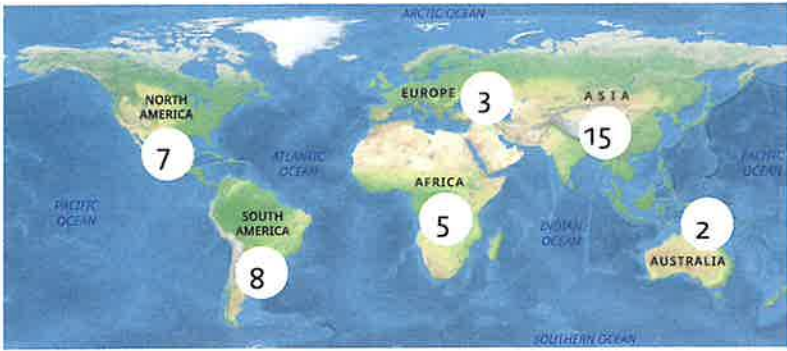 ARCTIC OCEAN
NORTH
AMERICA
7
EUROPE
3
ASIA
15
ATLANTIC
OCEAN
PACIFIC
OCEAN
AFRICA
5
PACIFIC
OCEAN
SOUTH
AMERICA
8
INDIAN
OCEAN
2
AUSTRALIA
SOUTHERN OCEAN